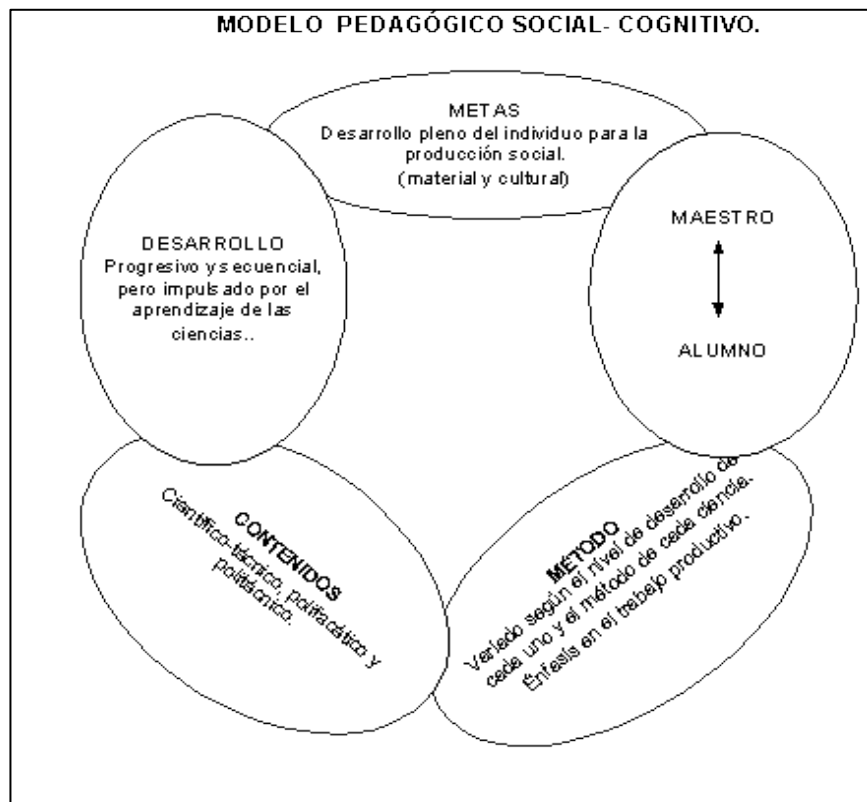 MODELO PEDAGÓGICO SOCIAL- COGNITIVO.
METAS
Desarrollo pleno del individuo para la
producción social.
(material y cultural)
MAESTRO
ALUMNO
DESARROLLO
Progresivo y secuencial,
pero impulsado por el
aprendizaje de las
ciencias..
CONTENIDOS
Científico-técnico, polifacético y
politécnico.
MÉTODO
Variado según el nivel de desarrollo de
cada uno y el método de cada ciencia.
Énfasis en el trabajo productivo.